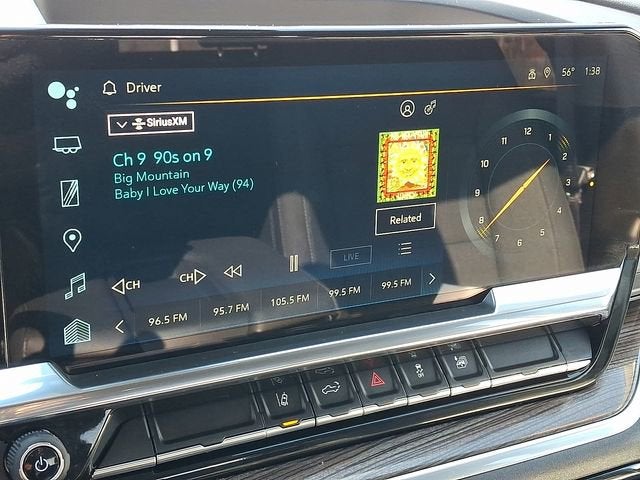 Driver
56° 1:38
SiriusXM
Ch 9 90s on 9
Big Mountain
Baby I Love Your Way (94)
Related
12
11
1
10
2
9
3
8
4
7
6
5
CH
CH
LIVE
96.5 FM
95.7 FM
105.5 FM
99.5 FM
99.5 FM